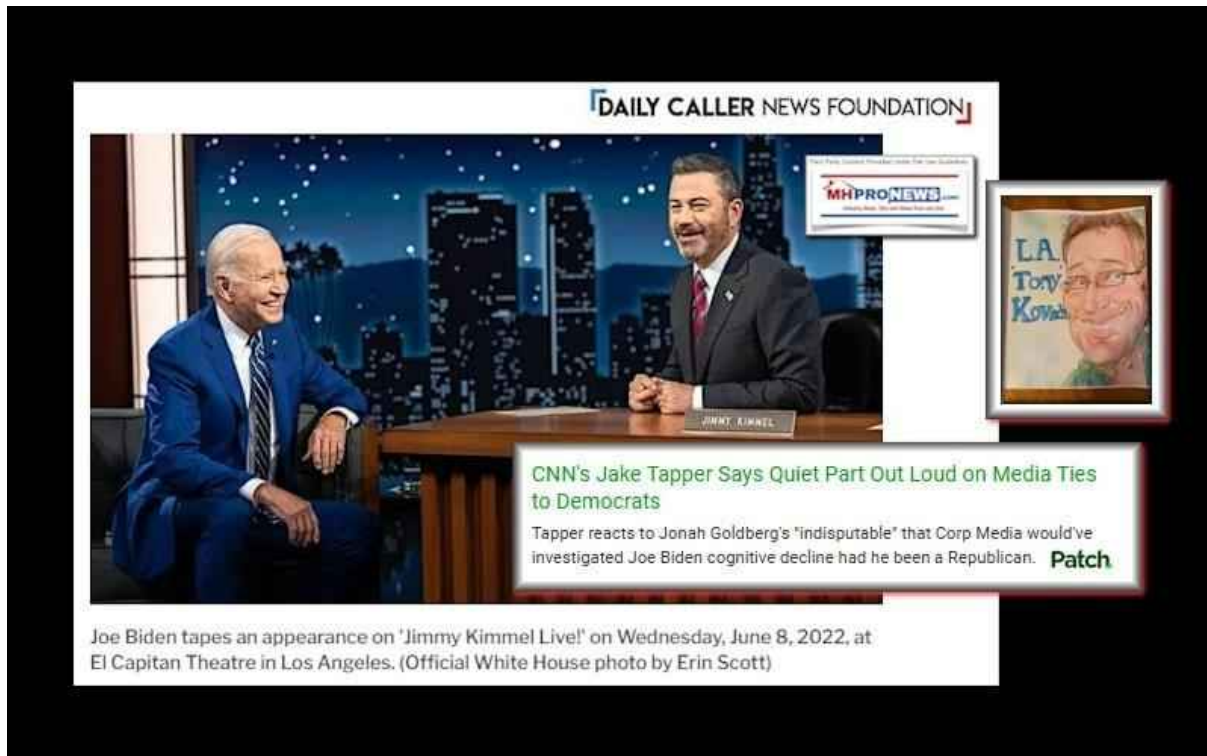 DAILY CALLER NEWS FOUNDATION
MHPRONEWS.com
L.A.
Tony
JIMMY KIMMEL
CNN's Jake Tapper Says Quiet Part Out Loud on Media Ties
to Democrats
Tapper reacts to Jonah Goldberg's "indisputable" that Corp Media would've
investigated Joe Biden cognitive decline had he been a Republican. Patch
Joe Biden tapes an appearance on 'Jimmy Kimmel Live!' on Wednesday, June 8, 2022, at
El Capitan Theatre in Los Angeles. (Official White House photo by Erin Scott)